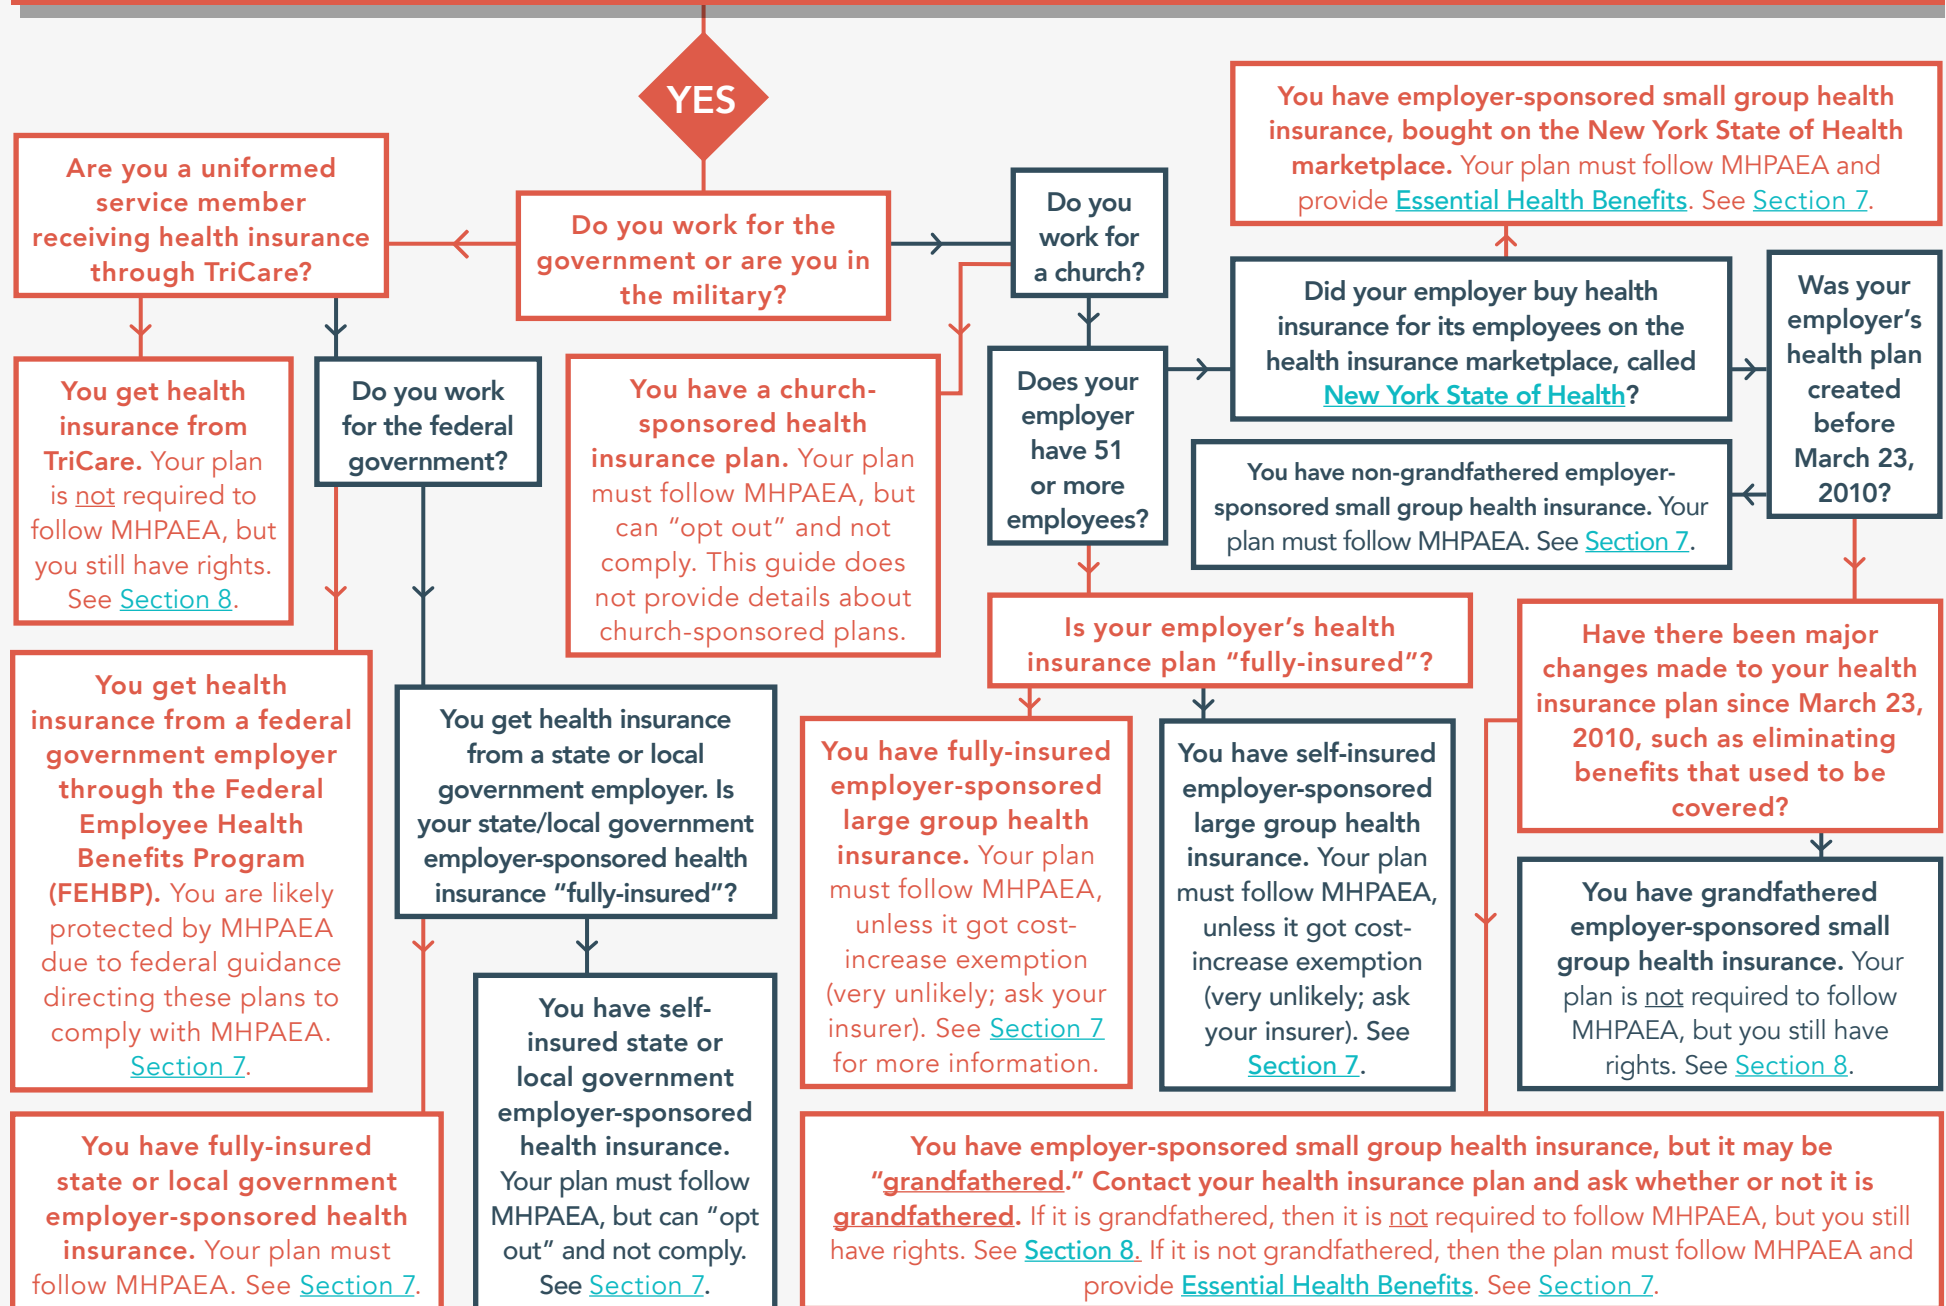 YES
Are you a uniformed
service member
receiving health insurance
through TriCare?
Do you work for the
government or are you in
the military?
Do you
work for
a church?
You have employer-sponsored small group health
insurance, bought on the New York State of Health
marketplace. Your plan must follow MHPAEA and
provide Essential Health Benefits. See Section 7.
Did your employer buy health
insurance for its employees on the
health insurance marketplace, called
New York State of Health?
Was your
employer's
health plan
created
before
March 23,
2010?
You get health
insurance from
TriCare. Your plan
is not required to
follow MHPAEA, but
you still have rights.
See Section 8.
Do you work
for the federal
government?
You have a church-
sponsored health
insurance plan. Your plan
must follow MHPAEA, but
can “opt out” and not
comply. This guide does
not provide details about
church-sponsored plans.
Does your
employer
have 51
or more
employees?
You have non-grandfathered employer-
sponsored small group health insurance. Your
plan must follow MHPAEA. See Section 7.
Is your employer's health
insurance plan “fully-insured”?
Have there been major
changes made to your health
insurance plan since March 23,
2010, such as eliminating
benefits that used to be
covered?
You get health
insurance from a federal
government employer
through the Federal
Employee Health
Benefits Program
(FEHBP). You are likely
protected by MHPAEA
due to federal guidance
directing these plans to
comply with MHPAEA.
Section 7.
You get health insurance
from a state or local
government employer. Is
your state/local government
employer-sponsored health
insurance “fully-insured”?
You have fully-insured
employer-sponsored
large group health
insurance. Your plan
must follow MHPAEA,
unless it got cost-
increase exemption
(very unlikely; ask your
insurer). See Section 7
for more information.
You have self-insured
employer-sponsored
large group health
insurance. Your plan
must follow MHPAEA,
unless it got cost-
increase exemption
(very unlikely; ask
your insurer). See
Section 7.
You have grandfathered
employer-sponsored small
group health insurance. Your
plan is not required to follow
MHPAEA, but you still have
rights. See Section 8.
You have fully-insured
state or local government
employer-sponsored health
insurance. Your plan must
follow MHPAEA. See Section 7.
You have self-
insured state or
local government
employer-sponsored
health insurance.
Your plan must follow
MHPAEA, but can “opt
out” and not comply.
See Section 7.
You have employer-sponsored small group health insurance, but it may be
“grandfathered.” Contact your health insurance plan and ask whether or not it is
grandfathered. If it is grandfathered, then it is not required to follow MHPAEA, but you still
have rights. See Section 8. If it is not grandfathered, then the plan must follow MHPAEA and
provide Essential Health Benefits. See Section 7.